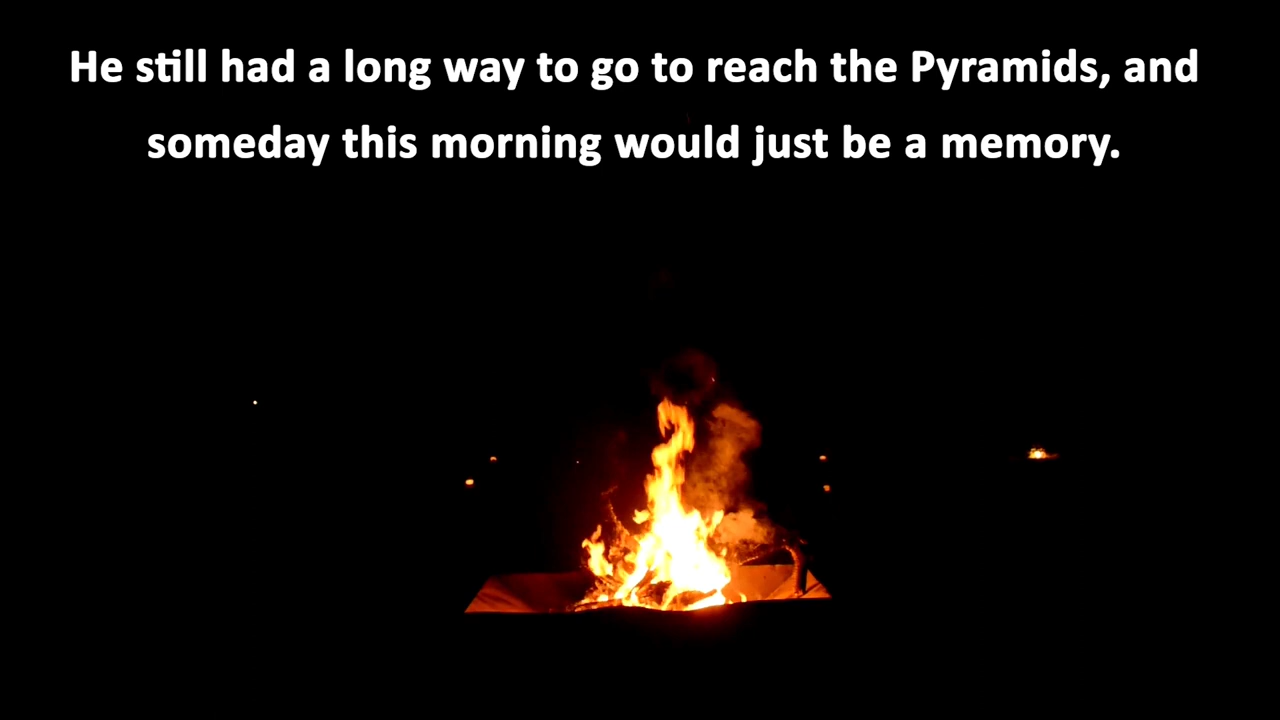 He still had a long way to go to reach the Pyramids, and
someday this morning would just be a memory.